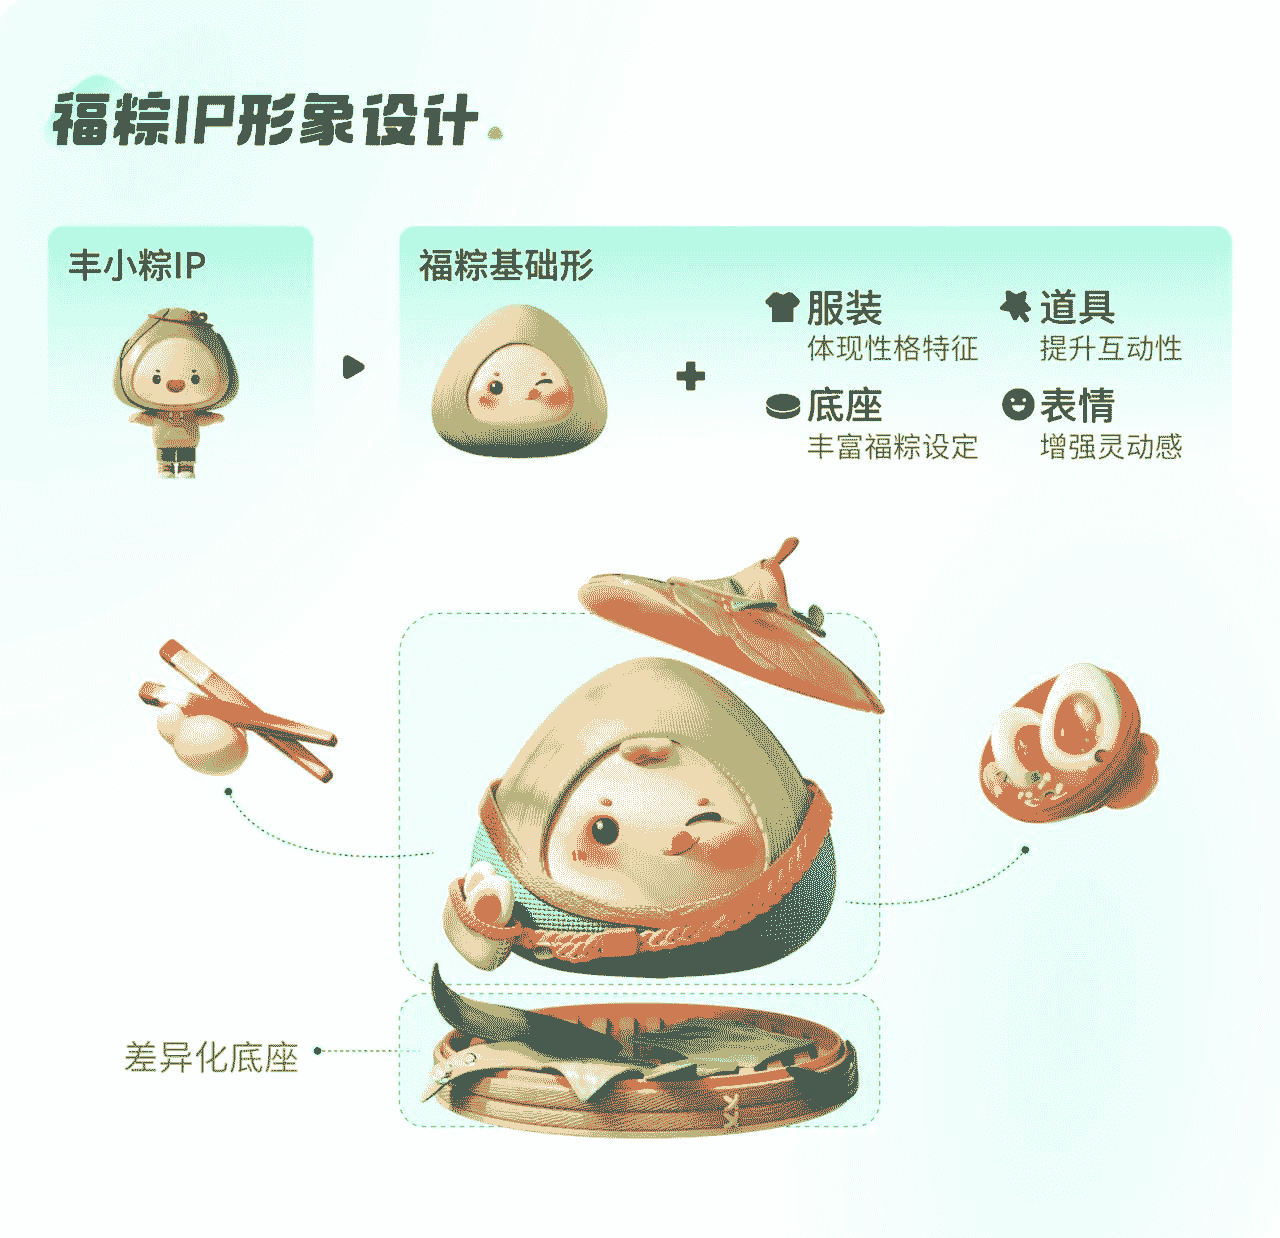 福粽IP形象设计
丰小粽IP
福粽基础形
服装
体现性格特征
道具
提升互动性
底座
丰富福粽设定
表情
增强灵动感
差异化底座